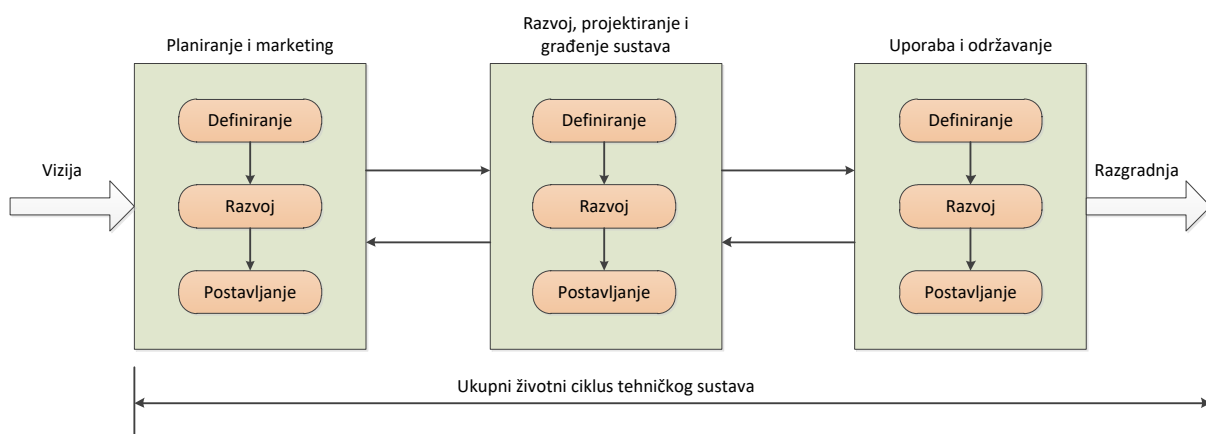 Planiranje i marketing
Razvoj, projektiranje i
građenje sustava
Uporaba i održavanje
Vizija
Definiranje
Razvoj
Postavljanje
Definiranje
Razvoj
Postavljanje
Definiranje
Razvoj
Postavljanje
Razgradnja
Ukupni životni ciklus tehničkog sustava